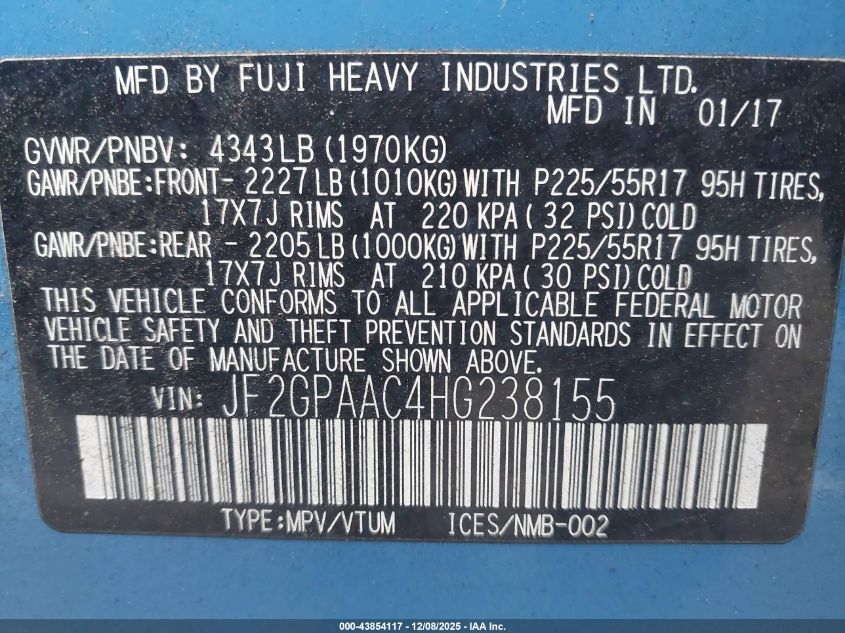 MFD BY FUJI HEAVY INDUSTRIES LTD.
MFD IN 01/17
GVWR/PNBV: 4343LB (1970KG)
GAWR/PNBE:FRONT- 2227LB(1010KG)WITH P225/55R17 95H TIRES,
17X7J RIMS AT 220 KPA(32 PSI)COLD
GAWR/PNBE:REAR - 2205LB(1000KG)WITH P225/55R17 95H TIRES,
17X7J RIMS AT 210 KPA(30 PSI)COLD
THIS VEHICLE CONFORMS TO ALL APPLICABLE FEDERAL MOTOR
VEHICLE SAFETY AND THEFT PREVENTION STANDARDS IN EFFECT ON
THE DATE OF MANUFACTURE SHOWN ABOVE.
VIN: JF2GPAAC4HG238155
TYPE:MPV/VTUM ICES/NMB-002
000-43854117 - 12/08/2025 - IAA Inc.